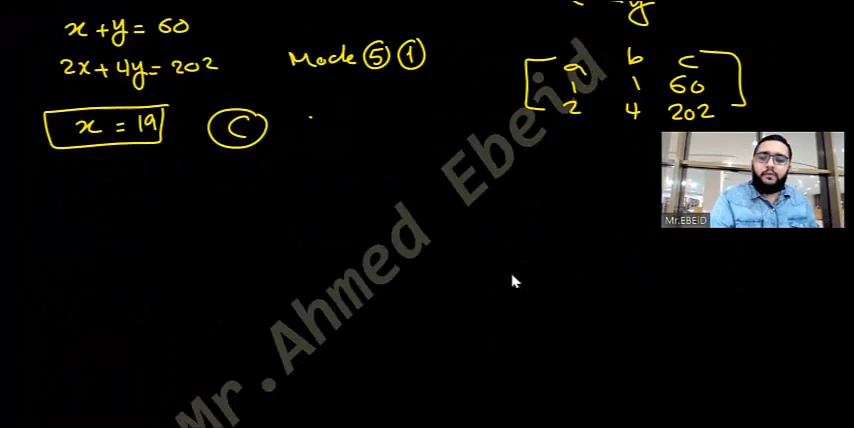 y
x + y = 60
2x + 4y = 202
Mode 5 1
a b c
1 1 60
2 4 202
x = 19
C
Mr.EBEiD
Mr.Ahmed Ebeid